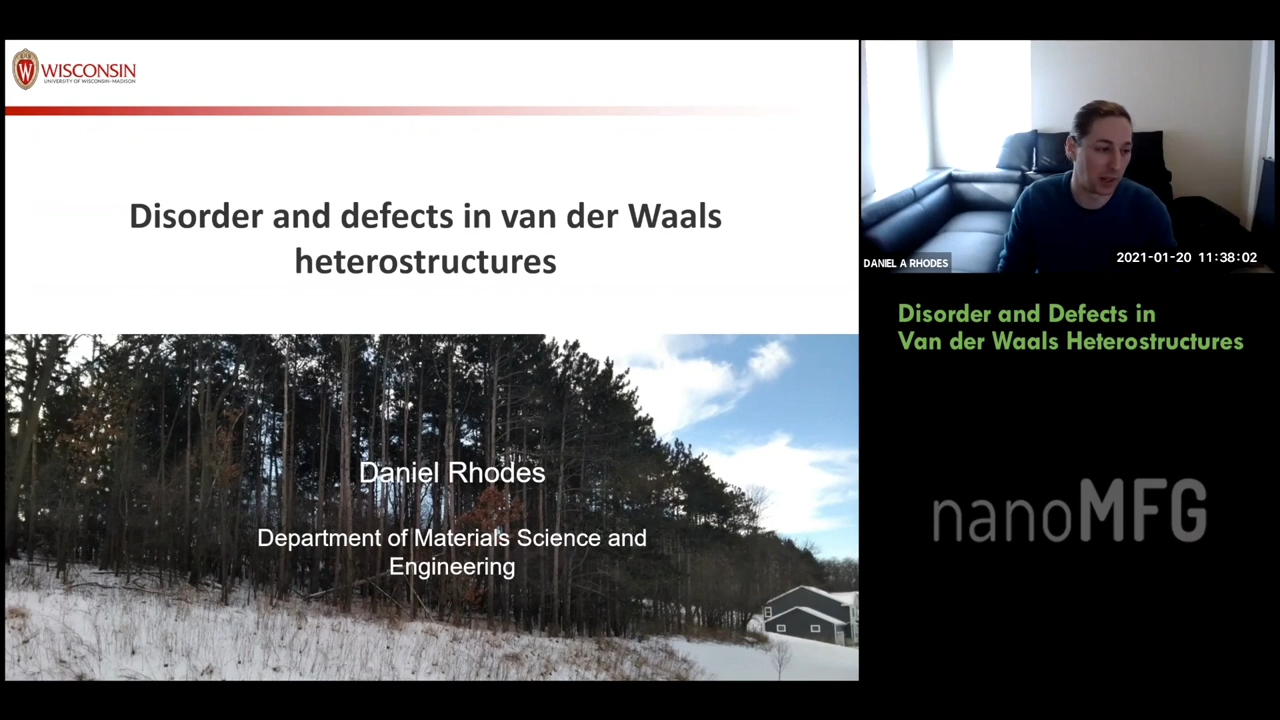 WISCONSIN
UNIVERSITY OF WISCONSIN-MADISON
Disorder and defects in van der Waals
heterostructures
Daniel Rhodes
Department of Materials Science and
Engineering
DANIEL A RHODES
2021-01-20 11:38:02
Disorder and Defects in
Van der Waals Heterostructures
nanoMFG